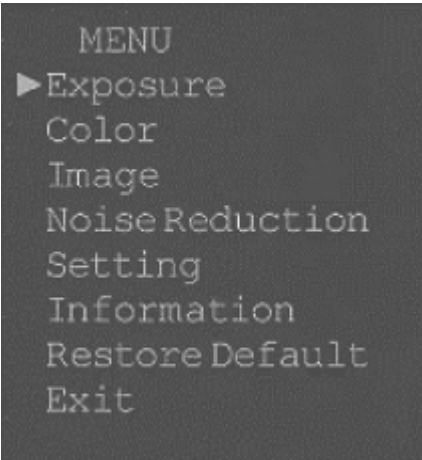 MENU
▶Exposure
Color
Image
Noise Reduction
Setting
Information
Restore Default
Exit